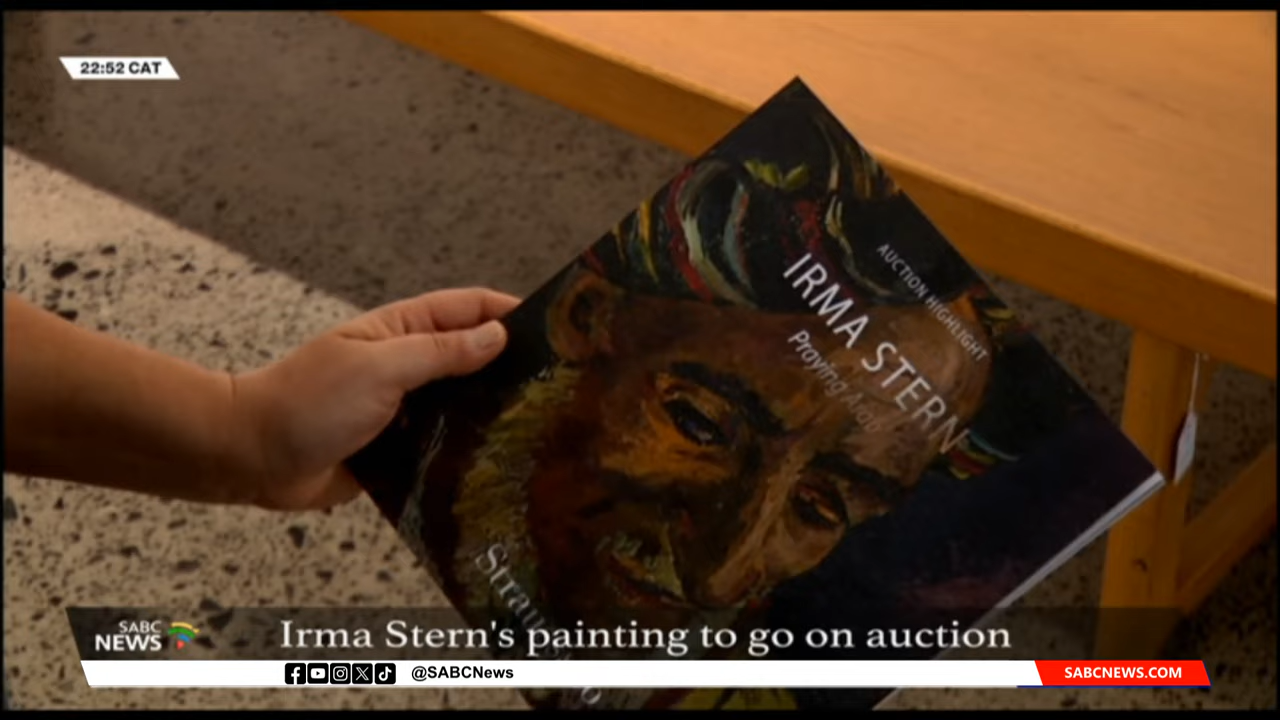 22:52 CAT
AUCTION HIGHLIGHT
IRMA STERN
Praying Arab
SABC
NEWS
Irma Stern's painting to go on auction
@SABCNews
SABCNEWS.COM